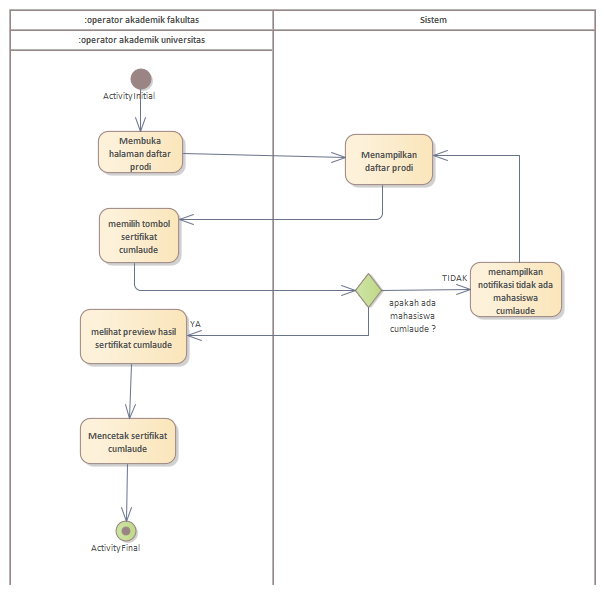 :operator akademik fakultas
Sistem
:operator akademik universitas
ActivityInitial
Membuka
halaman daftar
prodi
Menampilkan
daftar prodi
memilih tombol
sertifikat
cumlaude
TIDAK
menampilkan
notifikasi tidak ada
mahasiswa
cumlaude
apakah ada
mahasiswa
cumlaude ?
YA
melihat preview hasil
sertifikat cumlaude
Mencetak sertifikat
cumlaude
ActivityFinal